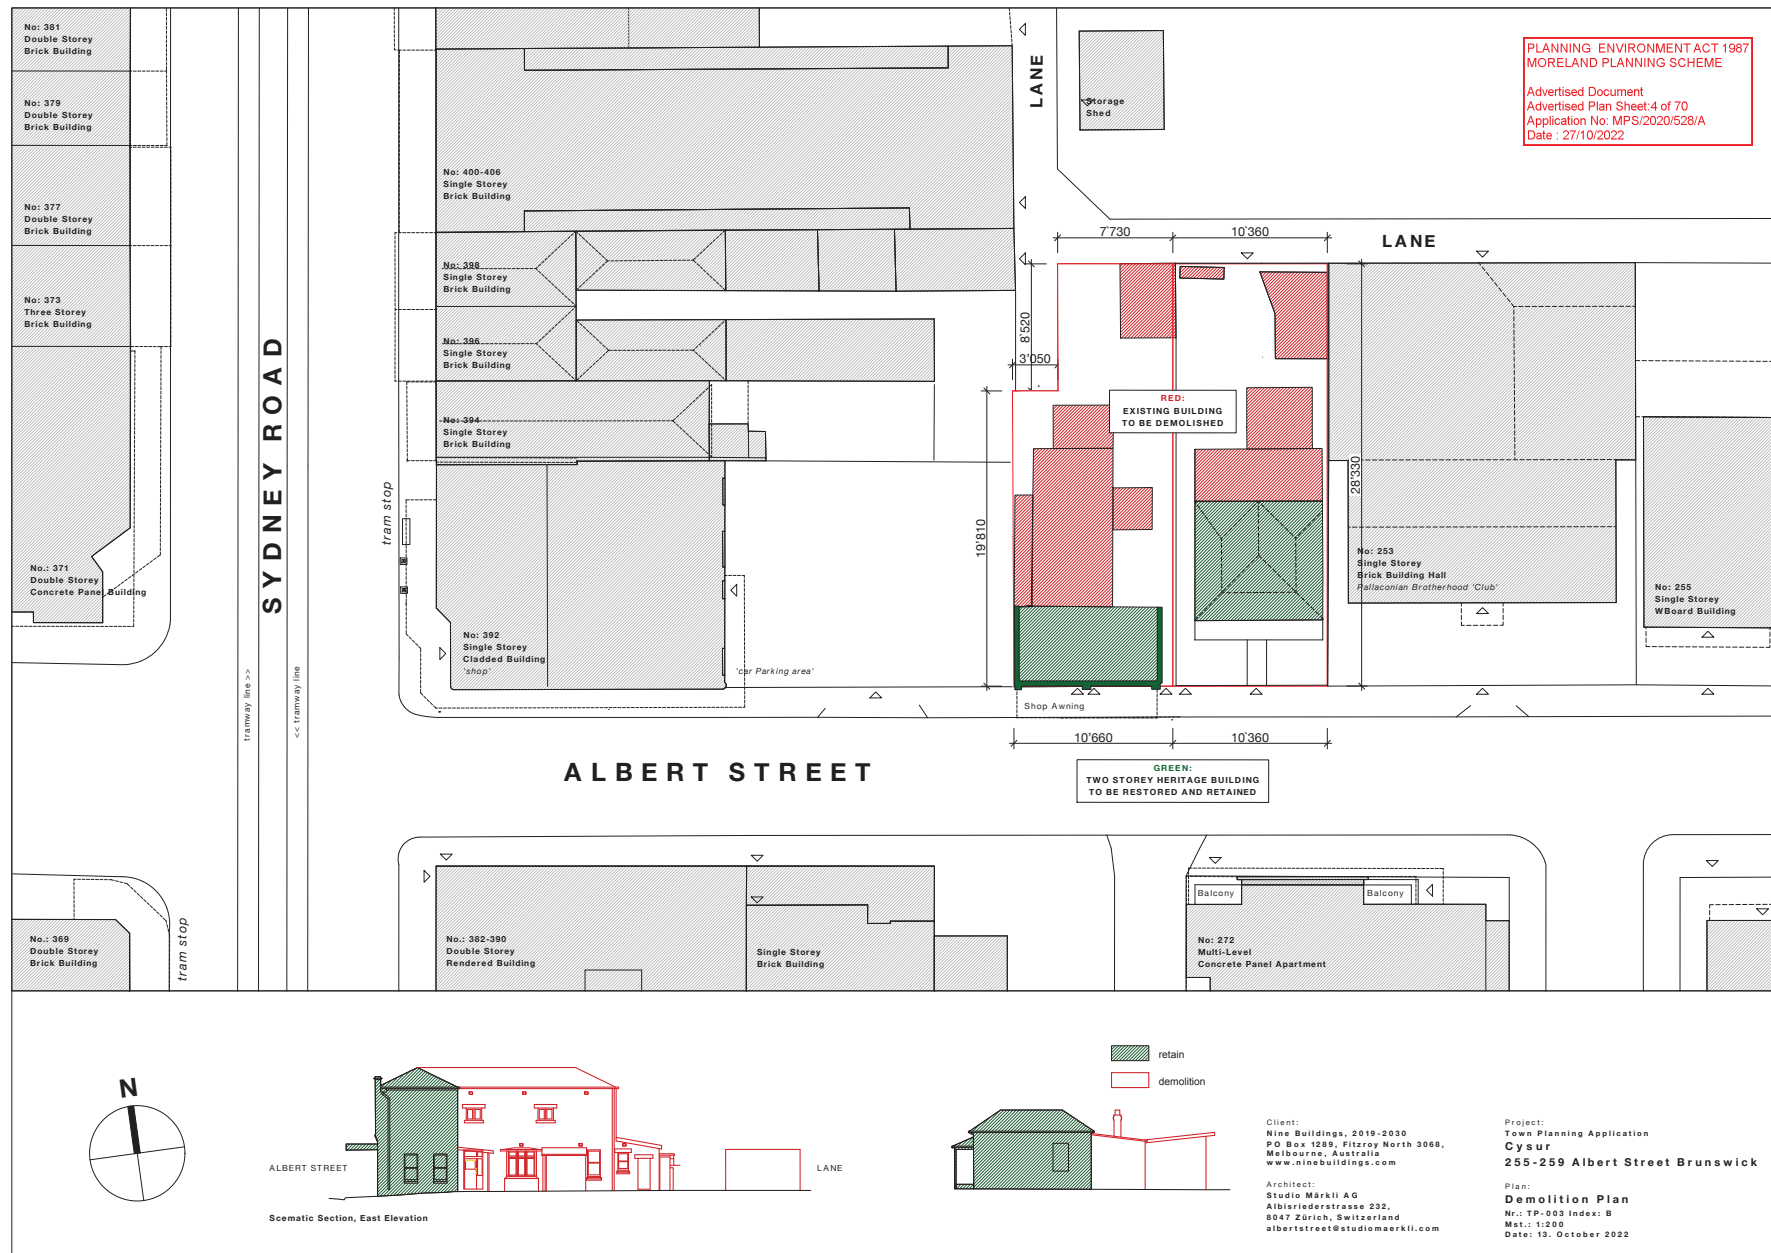 No: 381
Double Storey
Brick Building
No: 379
Double Storey
Brick Building
No: 377
Double Storey
Brick Building
No: 373
Three Storey
Brick Building
No.: 371
Double Storey
Concrete Panel Building
SYDNEY ROAD
tramway line >>
<< tramway line
tram stop
No: 400-406
Single Storey
Brick Building
No: 398
Single Storey
Brick Building
No: 396
Single Storey
Brick Building
No: 394
Single Storey
Brick Building
No: 392
Single Storey
Cladded Building
'shop'
'car Parking area'
LANE
Storage
Shed
PLANNING ENVIRONMENT ACT 1987
MORELAND PLANNING SCHEME
Advertised Document
Advertised Plan Sheet:4 of 70
Application No: MPS/2020/528/A
Date : 27/10/2022
7'730
10'360
LANE
8'520
3'050
19'810
28'330
RED:
EXISTING BUILDING
TO BE DEMOLISHED
No: 253
Single Storey
Brick Building Hall
Pallaconian Brotherhood 'Club'
No: 255
Single Storey
WBoard Building
Shop Awning
10'660
10'360
ALBERT STREET
GREEN:
TWO STOREY HERITAGE BUILDING
TO BE RESTORED AND RETAINED
No.: 369
Double Storey
Brick Building
tram stop
No.: 382-390
Double Storey
Rendered Building
Single Storey
Brick Building
Balcony
Balcony
No: 272
Multi-Level
Concrete Panel Apartment
N
ALBERT STREET
LANE
Scematic Section, East Elevation
retain
demolition
Client:
Nine Buildings, 2019-2030
PO Box 1289, Fitzroy North 3068,
Melbourne, Australia
www.ninebuildings.com
Architect:
Studio Märkli AG
Albisriederstrasse 232,
8047 Zürich, Switzerland
albertstreet@studiomaerkli.com
Project:
Town Planning Application
Cysur
255-259 Albert Street Brunswick
Plan:
Demolition Plan
Nr.: TP-003 Index: B
Mst.: 1:200
Date: 13. October 2022